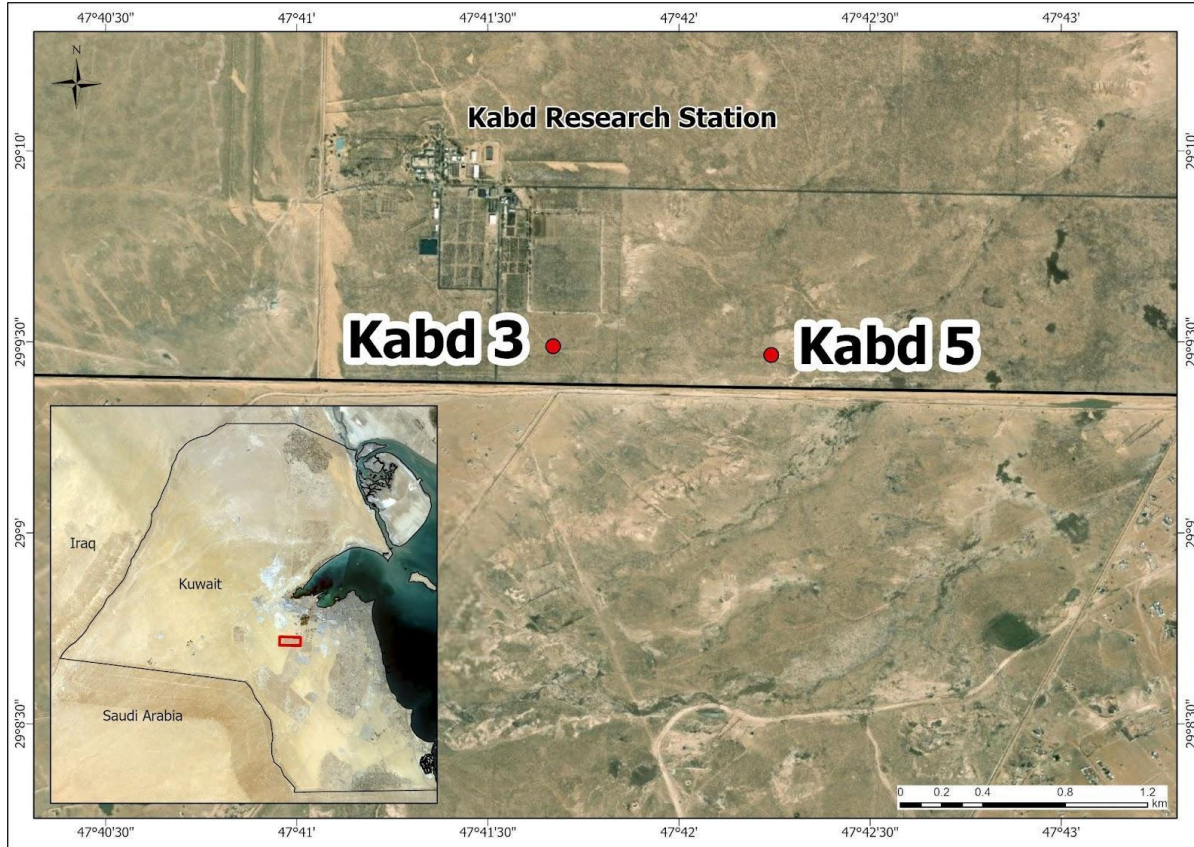 47°40'30" 47°41' 47°41'30" 47°42' 47°42'30" 47°43'
N
Kabd Research Station
29°10' 29°10'
29°9'30" 29°9'30"
Kabd 3 Kabd 5
29°9' 29°9'
Iraq
Kuwait
Saudi Arabia
29°8'30" 29°8'30"
0 0.2 0.4 0.8 1.2
km
47°40'30" 47°41' 47°41'30" 47°42' 47°42'30" 47°43'